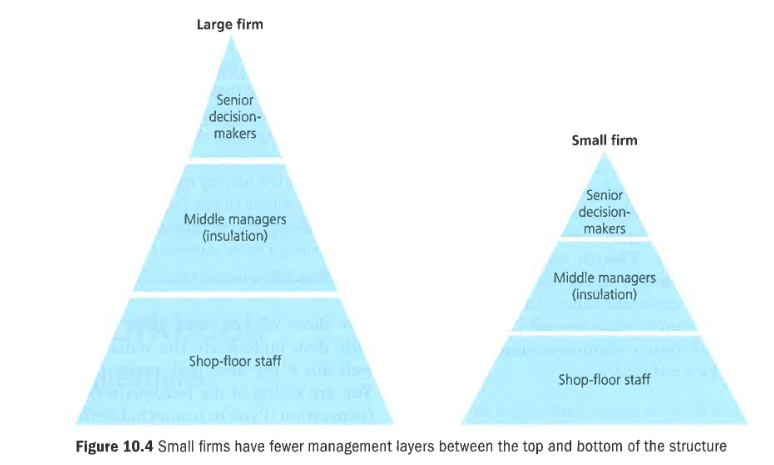 Large firm
Senior
decision-
makers
Middle managers
(insulation)
Shop-floor staff
Small firm
Senior
decision-
makers
Middle managers
(insulation)
Shop-floor staff
Figure 10.4 Small firms have fewer management layers between the top and bottom of the structure